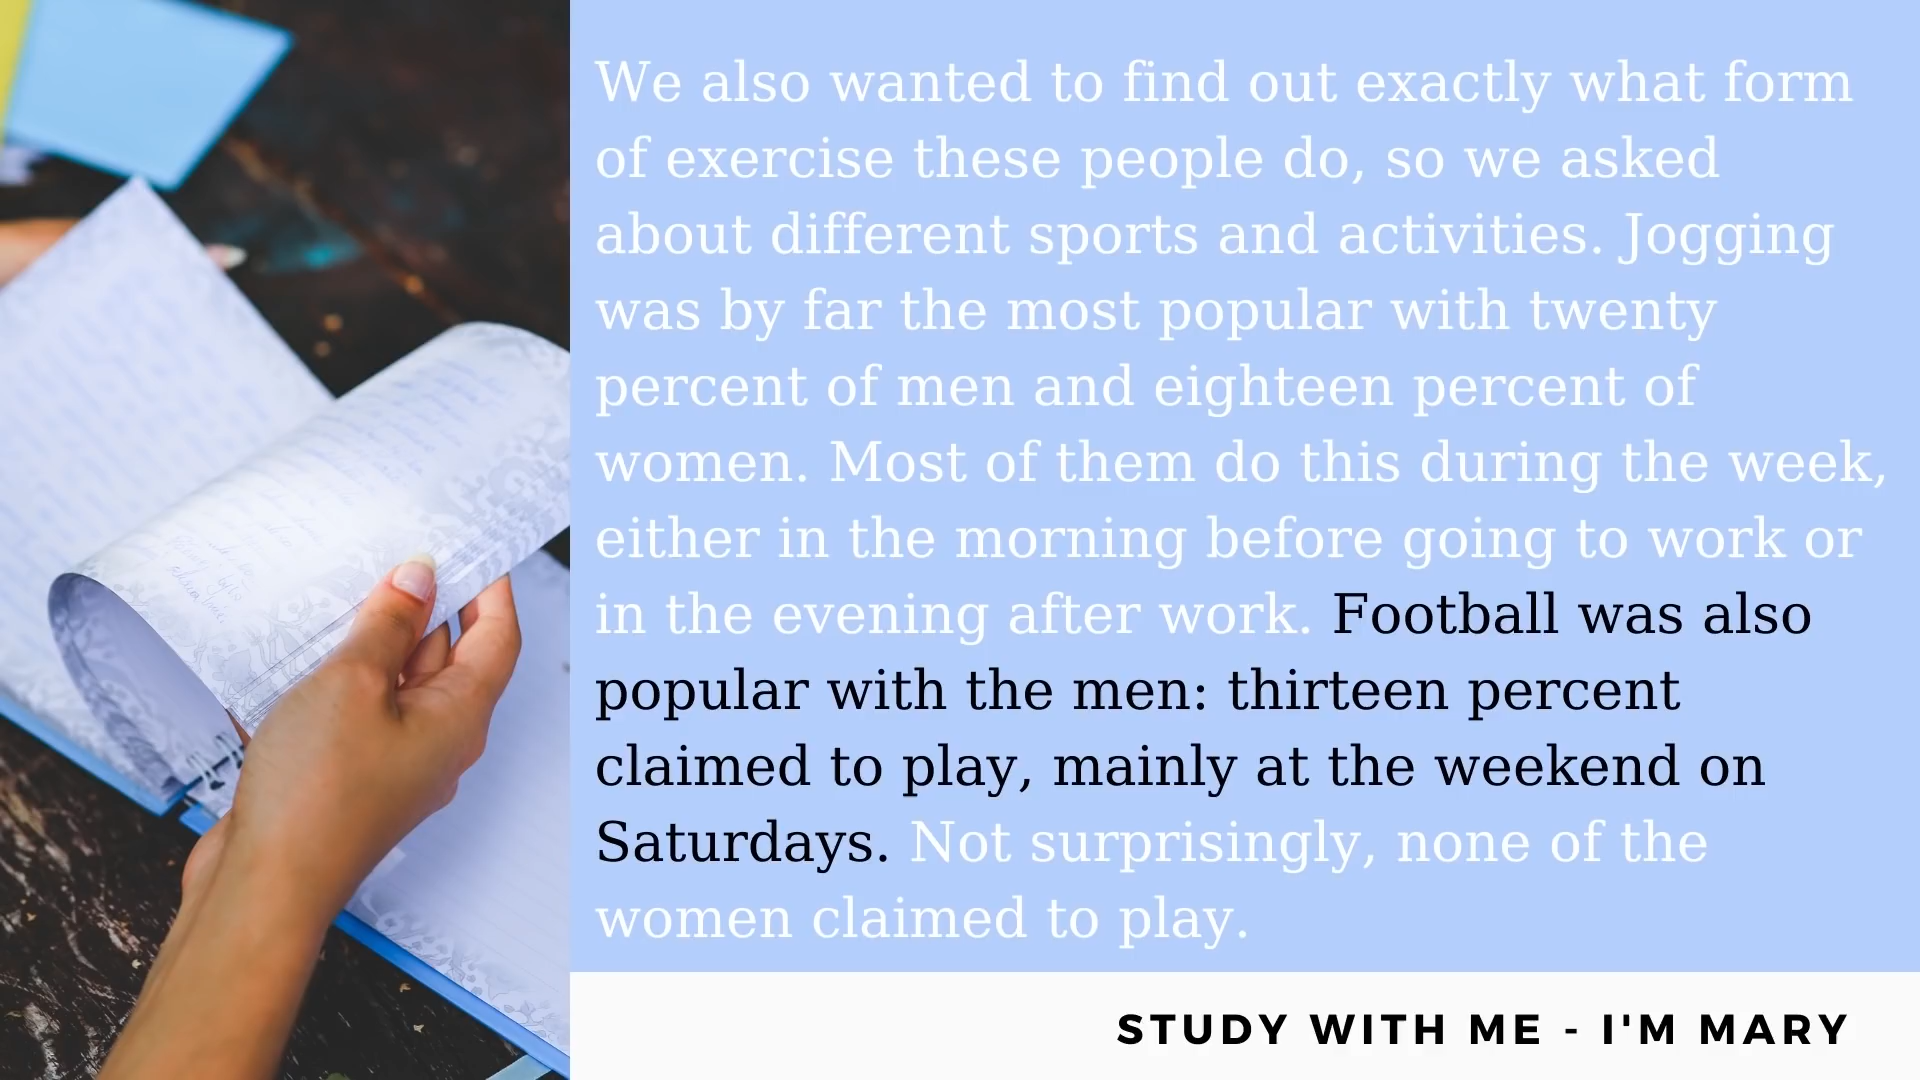 We also wanted to find out exactly what form
of exercise these people do, so we asked
about different sports and activities. Jogging
was by far the most popular with twenty
percent of men and eighteen percent of
women. Most of them do this during the week,
either in the morning before going to work or
in the evening after work. Football was also
popular with the men: thirteen percent
claimed to play, mainly at the weekend on
Saturdays. Not surprisingly, none of the
women claimed to play.
STUDY WITH ME - I'M MARY